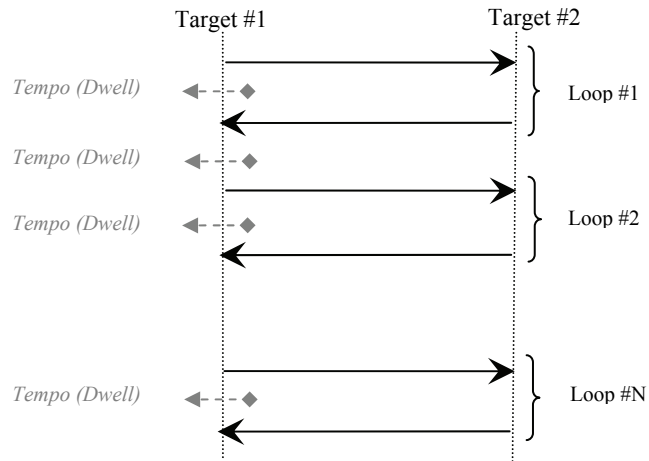 Target #1
Target #2
Tempo (Dwell)
Loop #1
Tempo (Dwell)
Tempo (Dwell)
Loop #2
Tempo (Dwell)
Loop #N